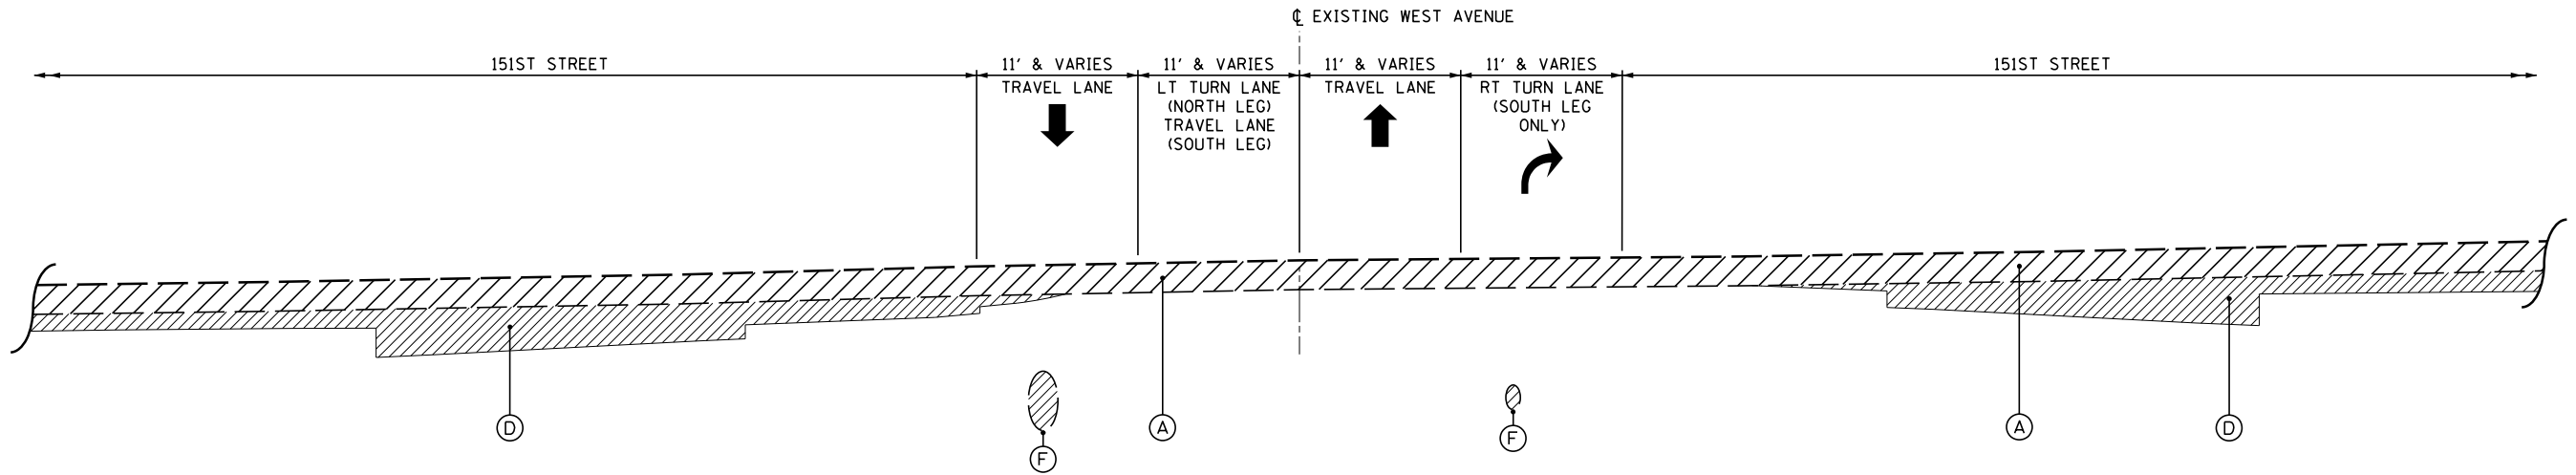 ℄ EXISTING WEST AVENUE
151ST STREET
11' & VARIES
TRAVEL LANE
11' & VARIES
LT TURN LANE
(NORTH LEG)
TRAVEL LANE
(SOUTH LEG)
11' & VARIES
TRAVEL LANE
11' & VARIES
RT TURN LANE
(SOUTH LEG
ONLY)
151ST STREET
D
F
A
F
A
D